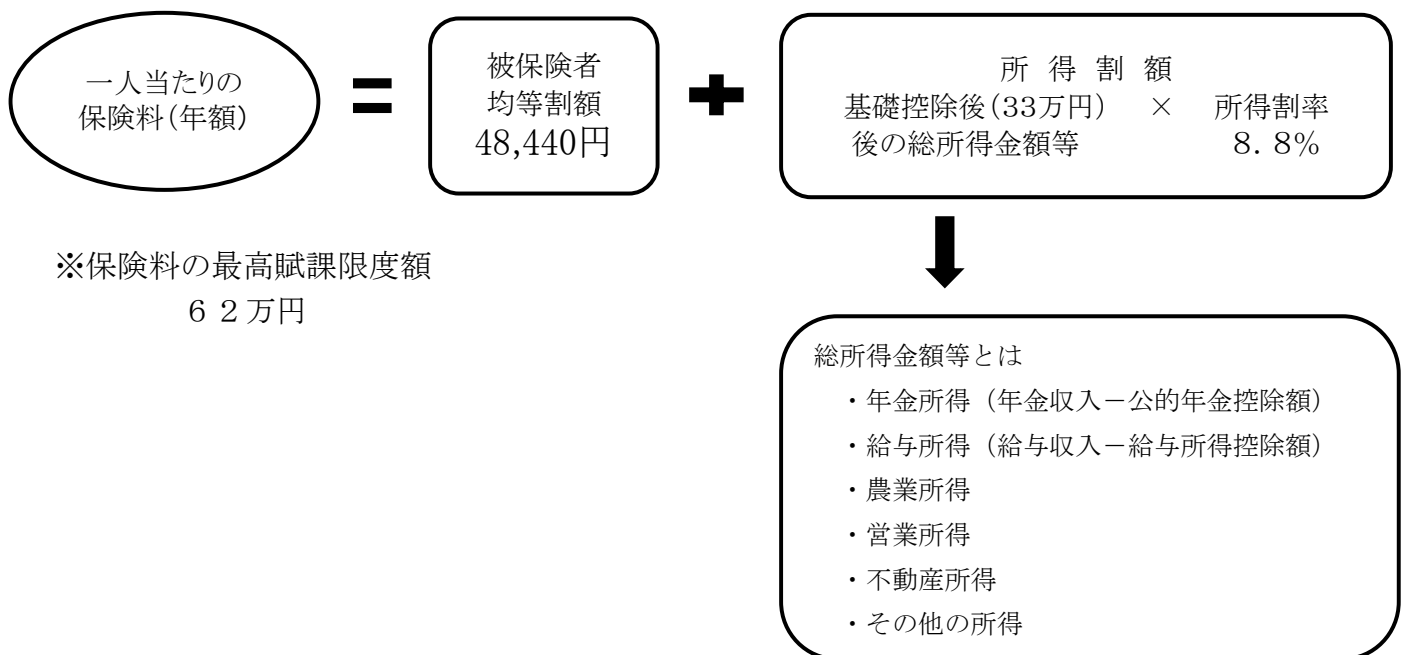 一人当たりの
保険料(年額)
被保険者
均等割額
48,440円
所得割額
基礎控除後(33万円) × 所得割率
後の総所得金額等 8.8%
※保険料の最高賦課限度額
62万円
総所得金額等とは
・年金所得(年金収入-公的年金控除額)
・給与所得(給与収入-給与所得控除額)
・農業所得
・営業所得
・不動産所得
・その他の所得